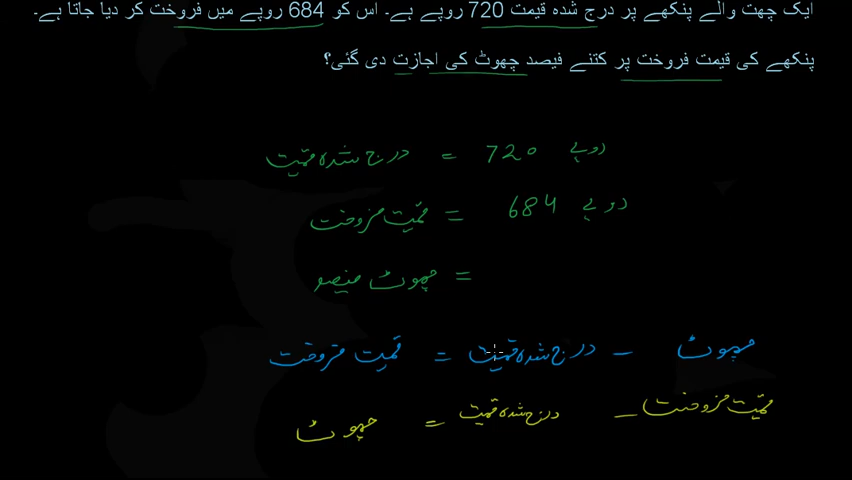 ایک چھت والے پنکھے پر درج شدہ قیمت 720 روپے ہے۔ اس کو 684 روپے میں فروخت کر دیا جاتا ہے۔
پنکھے کی قیمت فروخت پر کتنے فیصد چھوٹ کی اجازت دی گئی؟
درج شدہ قیمت = 720 روپے
قیمت فروخت = 684 روپے
چھوٹ فیصد =
قیمت فروخت = درج شدہ قیمت - چھوٹ
چھوٹ = درج شدہ قیمت - قیمت فروخت